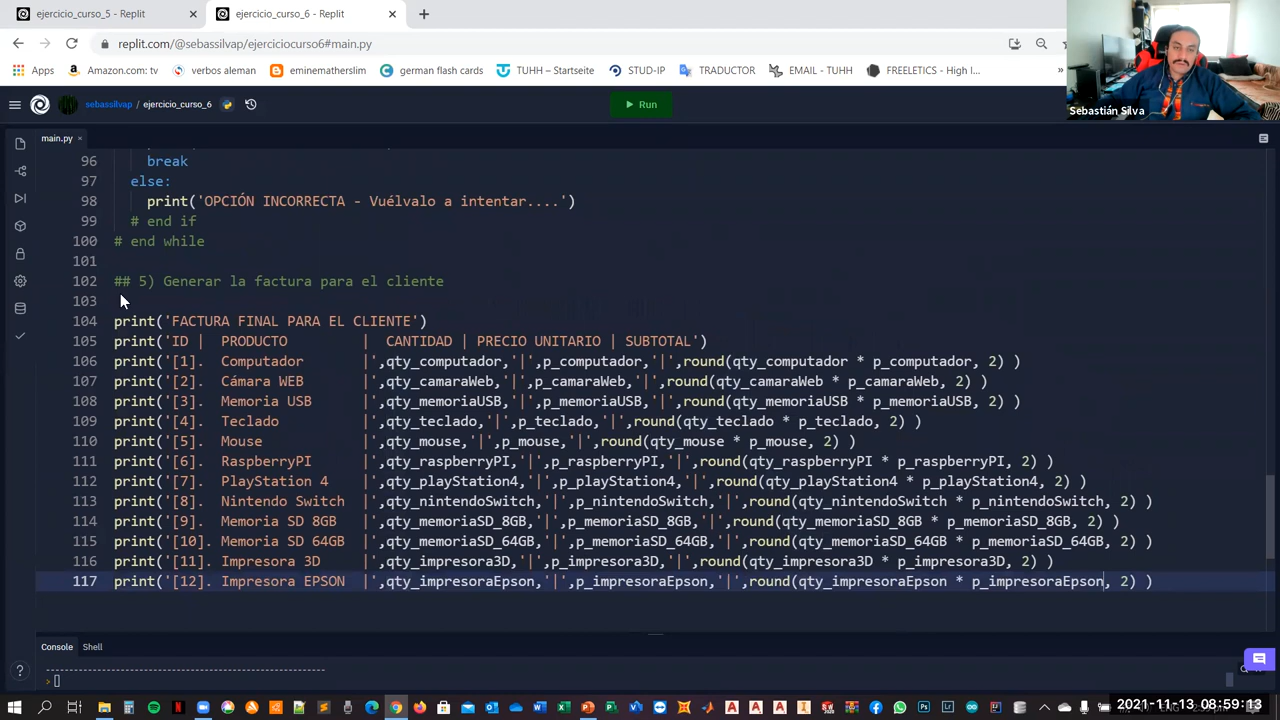 ejercicio_curso_5 - Replit × ejercicio_curso_6 - Replit × +
replit.com/@sebassilvap/ejerciciocurso6#main.py
Apps Amazon.com: tv verbos aleman eminematherslim german flash card TUHH – Startseite STUD-IP TRADUCTOR EMAIL - TUHH FREELETICS - High I... »
Sebastián Silva
sebassilvap / ejercicio_curso_6 Run
main.py ×
96 break
97 else:
98 print('OPCIÓN INCORRECTA - Vuélvalo a intentar....')
99 # end if
100 # end while
101
102 ## 5) Generar la factura para el cliente
103
104 print('FACTURA FINAL PARA EL CLIENTE')
105 print('ID | PRODUCTO | CANTIDAD | PRECIO UNITARIO | SUBTOTAL')
106 print('[1]. Computador |',qty_computador,'|',p_computador,'|',round(qty_computador * p_computador, 2) )
107 print('[2]. Cámara WEB |',qty_camaraWeb,'|',p_camaraWeb,'|',round(qty_camaraWeb * p_camaraWeb, 2) )
108 print('[3]. Memoria USB |',qty_memoriaUSB,'|',p_memoriaUSB,'|',round(qty_memoriaUSB * p_memoriaUSB, 2) )
109 print('[4]. Teclado |',qty_teclado,'|',p_teclado,'|',round(qty_teclado * p_teclado, 2) )
110 print('[5]. Mouse |',qty_mouse,'|',p_mouse,'|',round(qty_mouse * p_mouse, 2) )
111 print('[6]. RaspberryPI |',qty_raspberryPI,'|',p_raspberryPI,'|',round(qty_raspberryPI * p_raspberryPI, 2) )
112 print('[7]. PlayStation 4 |',qty_playStation4,'|',p_playStation4,'|',round(qty_playStation4 * p_playStation4, 2) )
113 print('[8]. Nintendo Switch |',qty_nintendoSwitch,'|',p_nintendoSwitch,'|',round(qty_nintendoSwitch * p_nintendoSwitch, 2) )
114 print('[9]. Memoria SD 8GB |',qty_memoriaSD_8GB,'|',p_memoriaSD_8GB,'|',round(qty_memoriaSD_8GB * p_memoriaSD_8GB, 2) )
115 print('[10]. Memoria SD 64GB |',qty_memoriaSD_64GB,'|',p_memoriaSD_64GB,'|',round(qty_memoriaSD_64GB * p_memoriaSD_64GB, 2) )
116 print('[11]. Impresora 3D |',qty_impresora3D,'|',p_impresora3D,'|',round(qty_impresora3D * p_impresora3D, 2) )
117 print('[12]. Impresora EPSON |',qty_impresoraEpson,'|',p_impresoraEpson,'|',round(qty_impresoraEpson * p_impresoraEpson, 2) )
Console Shell
------------------------------------------------------
>
2021-11-13 08:59:13